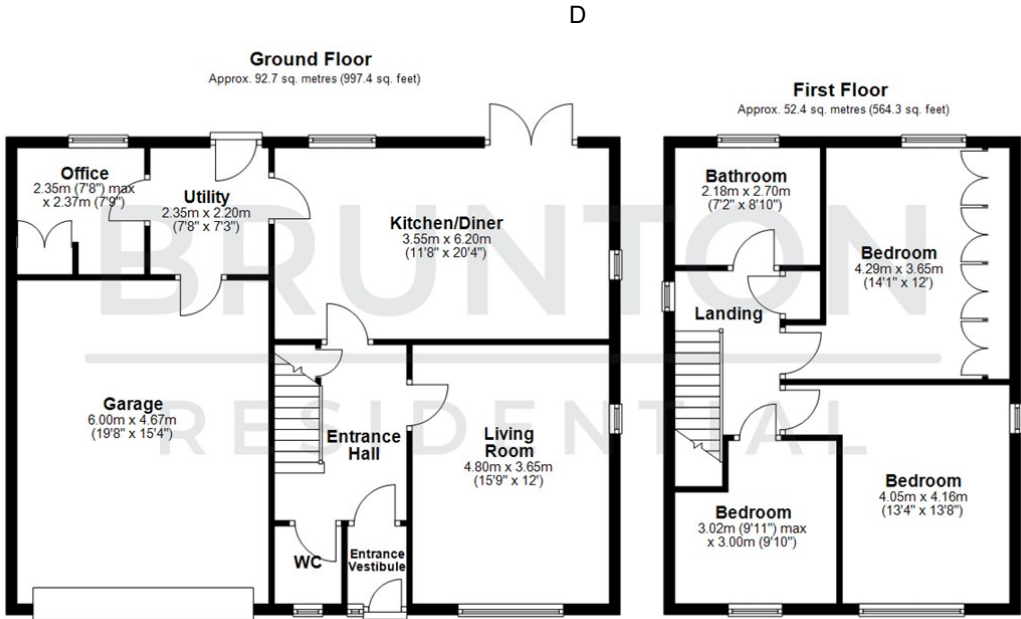 D
Ground Floor
Approx. 92.7 sq. metres (997.4 sq. feet)
Office
2.35m (7'8") max
x 2.37m (7'9")
Utility
2.35m x 2.20m
(7'8" x 7'3")
Kitchen/Diner
3.55m x 6.20m
(11'8" x 20'4")
Garage
6.00m x 4.67m
(19'8" x 15'4")
Entrance
Hall
Living
Room
4.80m x 3.65m
(15'9" x 12')
WC
Entrance
Vestibule
First Floor
Approx. 52.4 sq. metres (564.3 sq. feet)
Bathroom
2.18m x 2.70m
(7'2" x 8'10")
Bedroom
4.29m x 3.65m
(14'1" x 12')
Landing
Bedroom
4.05m x 4.16m
(13'4" x 13'8")
Bedroom
3.02m (9'11") max
x 3.00m (9'10")
BRUNTON
RESIDENTIAL